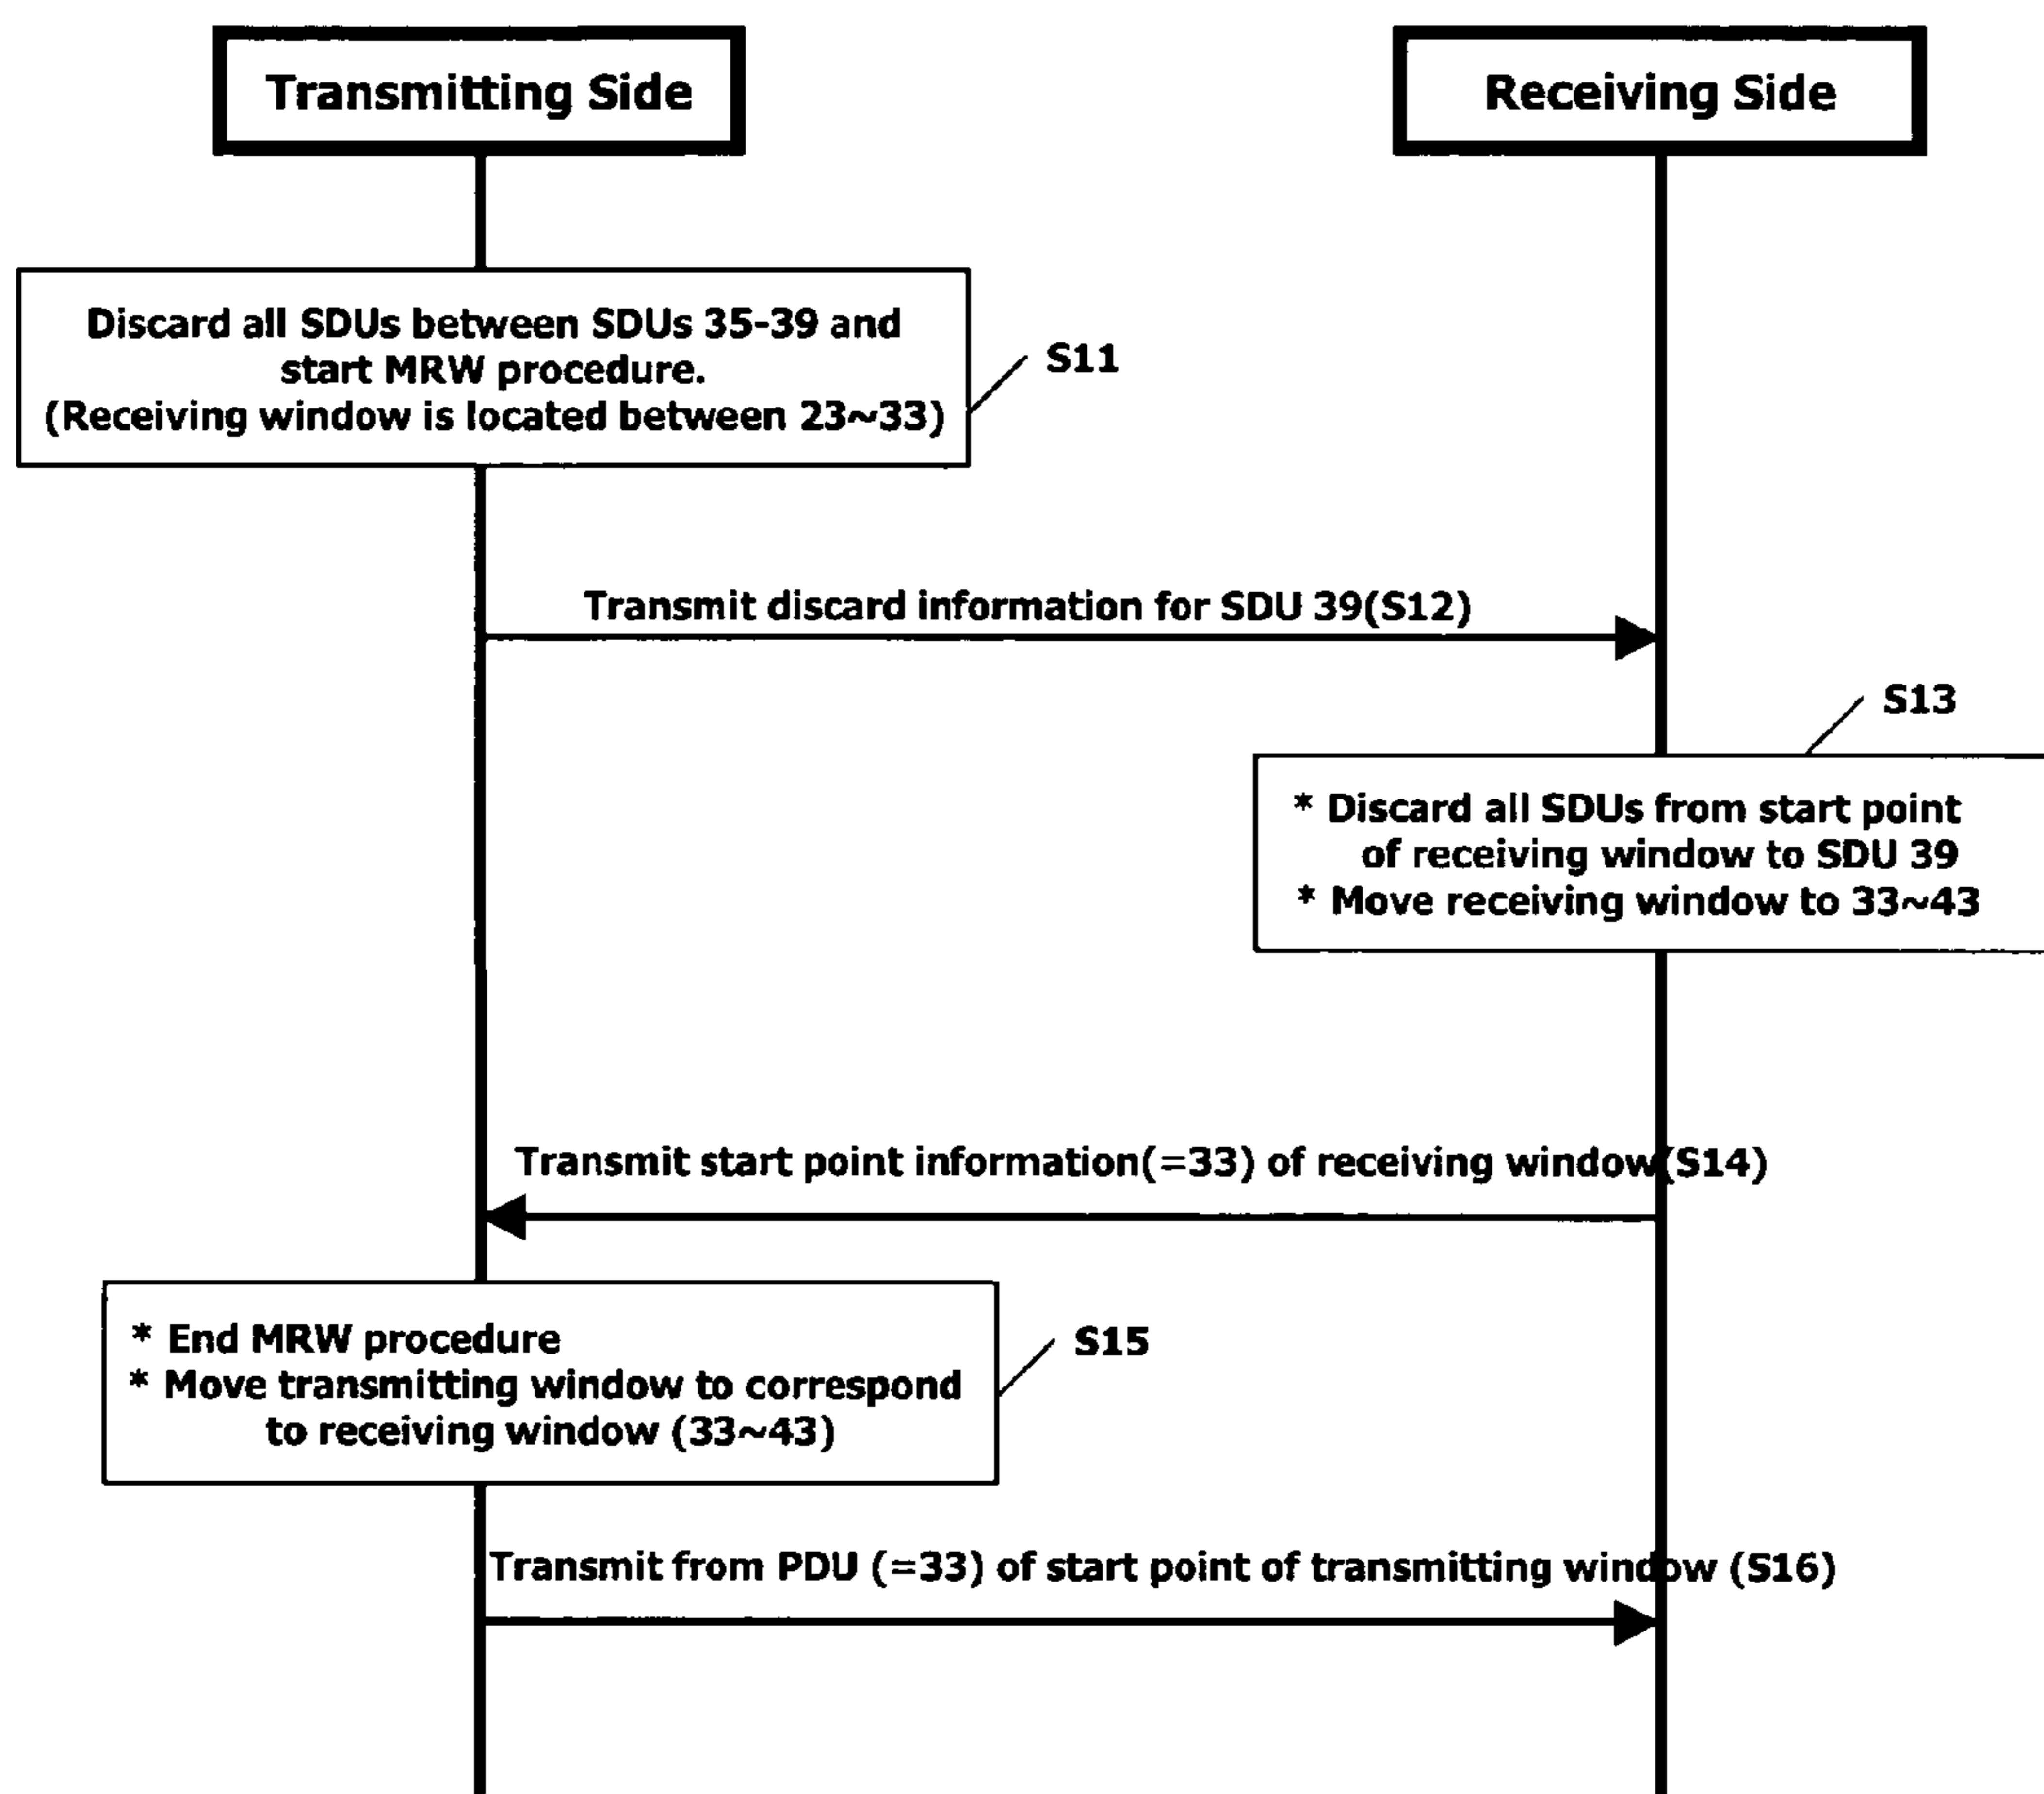 Transmitting Side
Receiving Side
Discard all SDUs between SDUs 35-39 and
start MRW procedure.
(Receiving window is located between 23~33)
S11
Transmit discard information for SDU 39(S12)
S13
* Discard all SDUs from start point
of receiving window to SDU 39
* Move receiving window to 33~43
Transmit start point information(=33) of receiving window(S14)
* End MRW procedure
* Move transmitting window to correspond
to receiving window (33~43)
S15
Transmit from PDU (=33) of start point of transmitting window (S16)